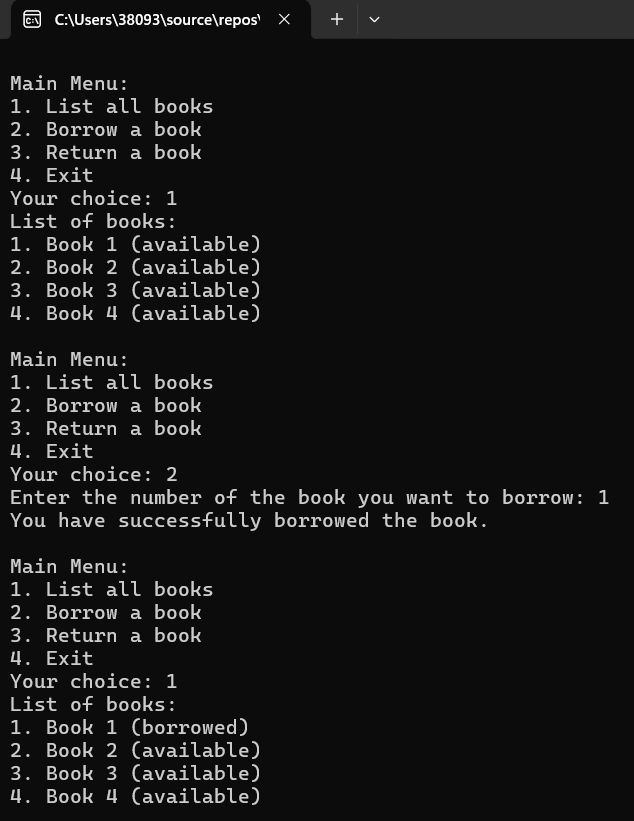 C:\Users\38093\source\repos\
Main Menu:
1. List all books
2. Borrow a book
3. Return a book
4. Exit
Your choice: 1
List of books:
1. Book 1 (available)
2. Book 2 (available)
3. Book 3 (available)
4. Book 4 (available)
Main Menu:
1. List all books
2. Borrow a book
3. Return a book
4. Exit
Your choice: 2
Enter the number of the book you want to borrow: 1
You have successfully borrowed the book.
Main Menu:
1. List all books
2. Borrow a book
3. Return a book
4. Exit
Your choice: 1
List of books:
1. Book 1 (borrowed)
2. Book 2 (available)
3. Book 3 (available)
4. Book 4 (available)